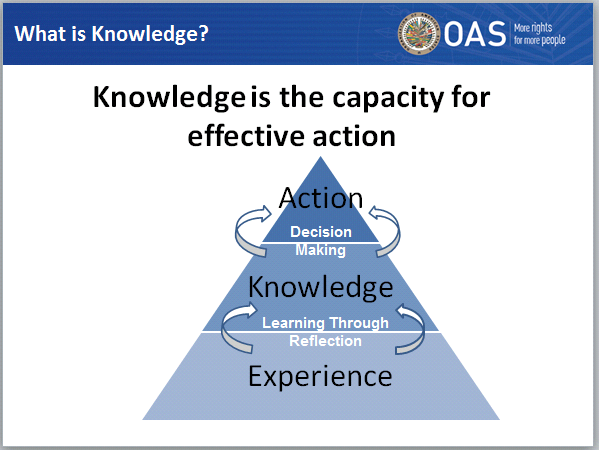 What is Knowledge?
OAS
More rights
for more people
Knowledge is the capacity for
effective action
Action
Decision
Making
Knowledge
Learning Through
Reflection
Experience